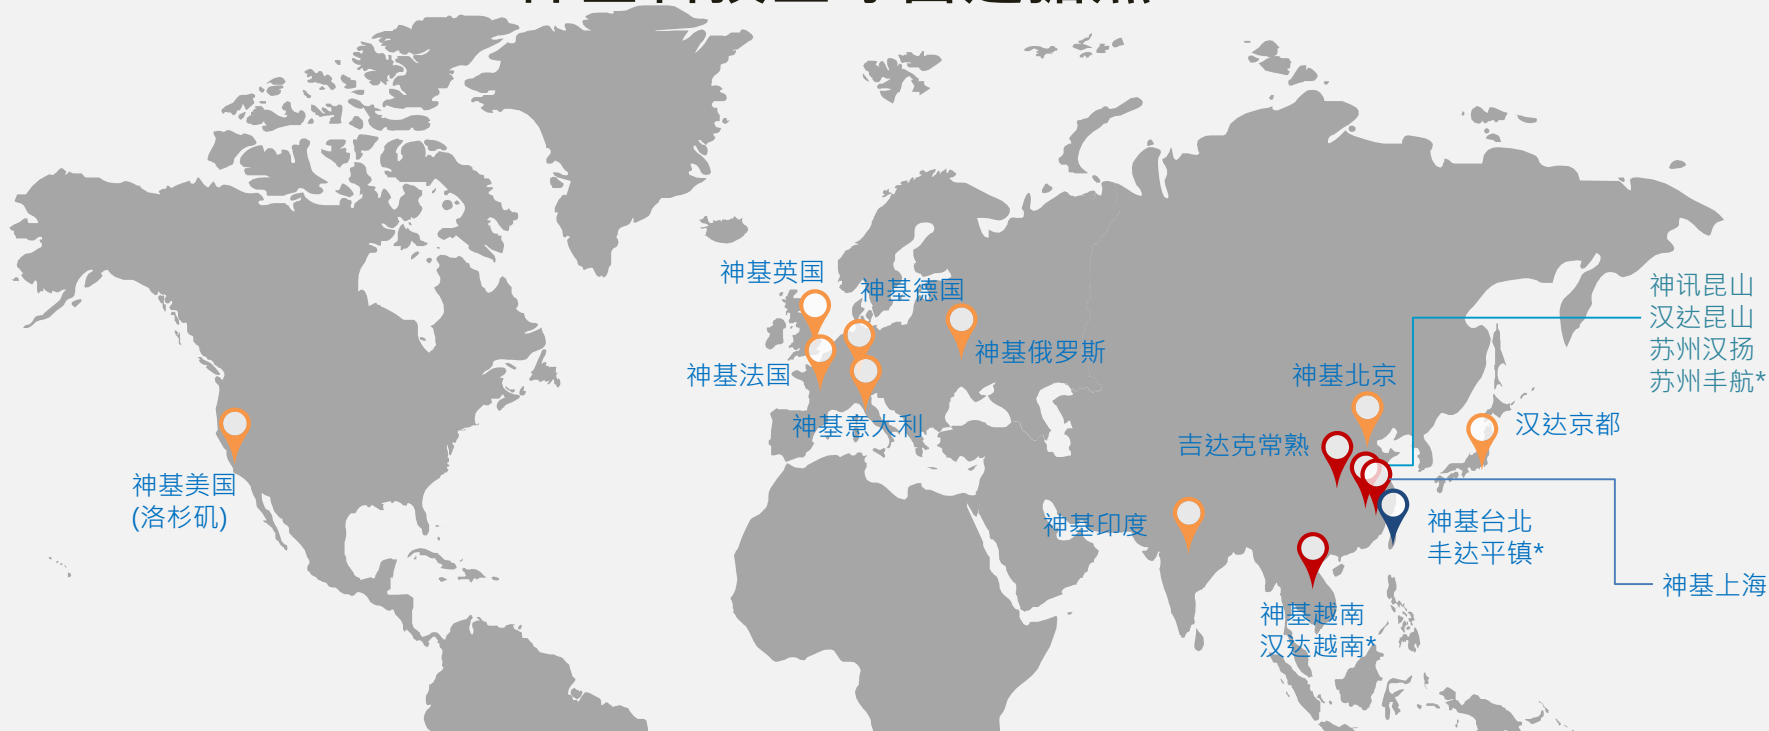 神基英国
神基德国
神讯昆山
汉达昆山
苏州汉扬
苏州丰航*
神基俄罗斯
神基法国
神基北京
神基意大利
汉达京都
吉达克常熟
神基美国
(洛杉矶)
神基印度
神基台北
丰达平镇*
神基上海
神基越南
汉达越南*